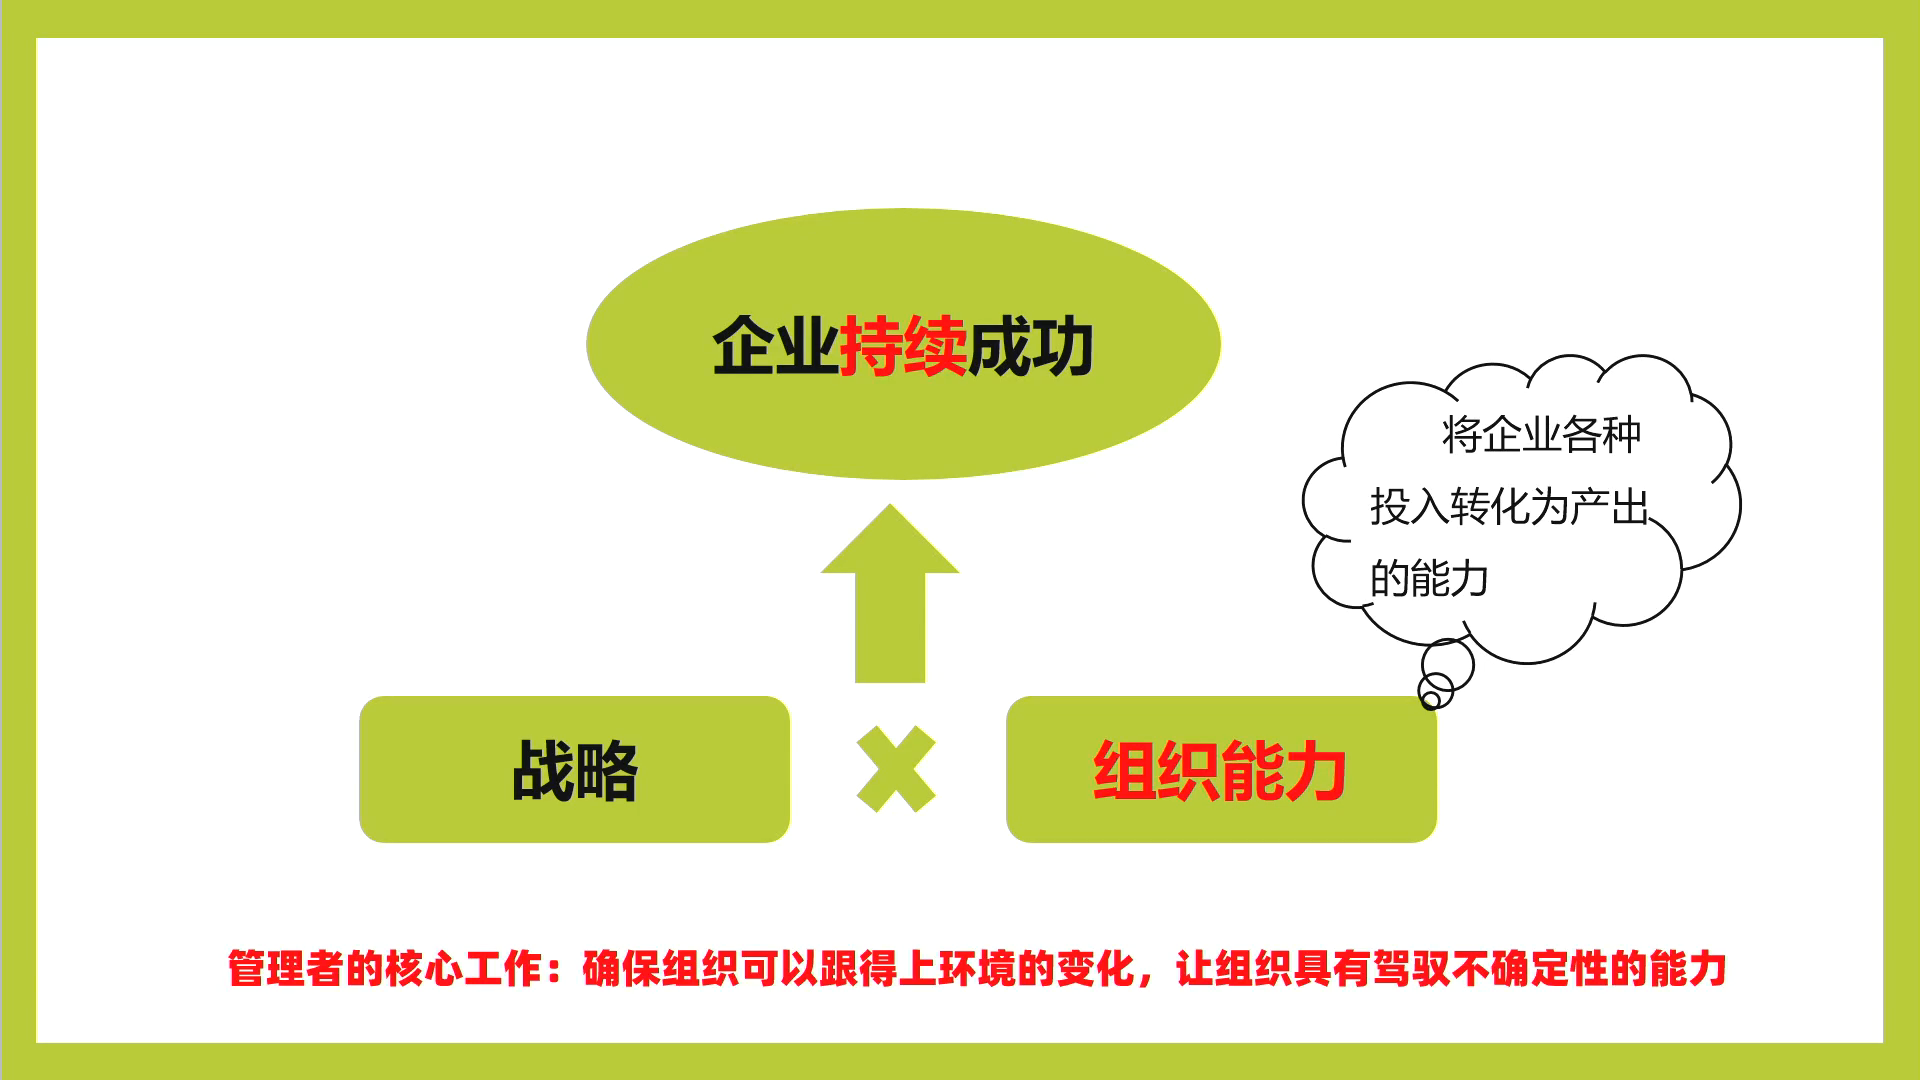 企业持续成功
将企业各种
投入转化为产出
的能力
战略
组织能力
管理者的核心工作：确保组织可以跟得上环境的变化，让组织具有驾驭不确定性的能力